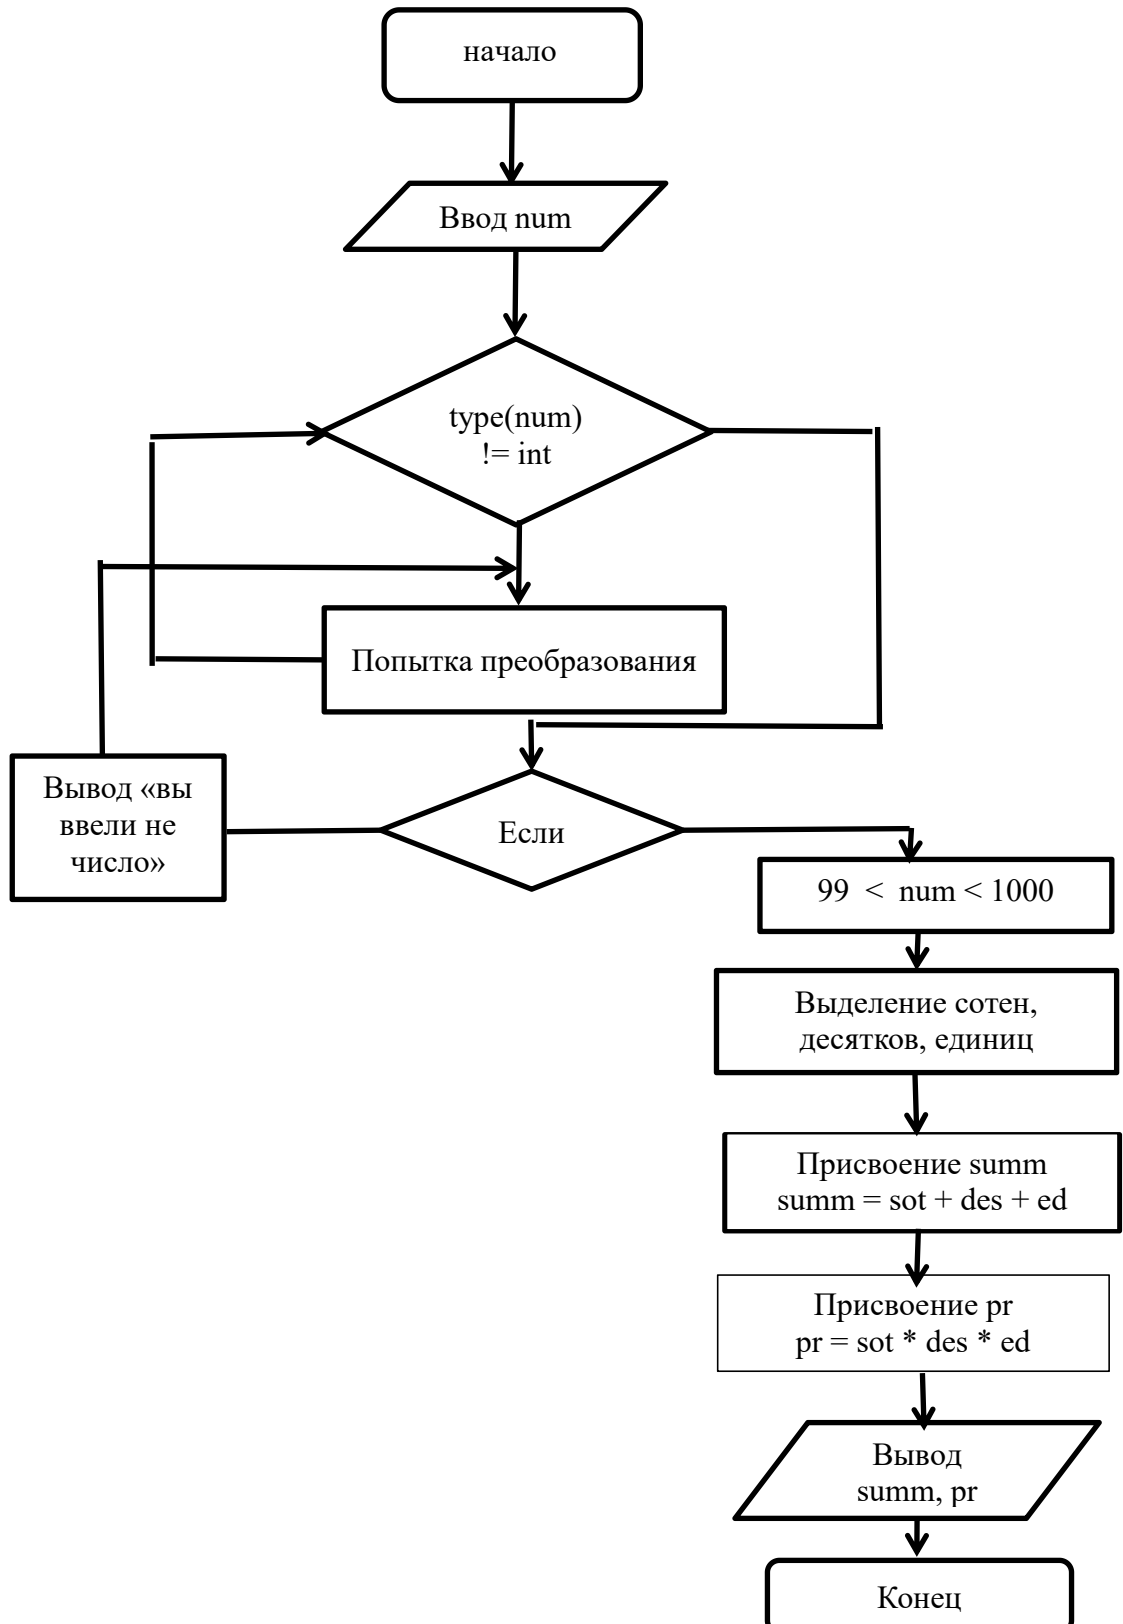 начало
Ввод num
type(num)
!= int
Попытка преобразования
Вывод «вы
ввели не
число»
Если
99 < num < 1000
Выделение сотен,
десятков, единиц
Присвоение summ
summ = sot + des + ed
Присвоение pr
pr = sot * des * ed
Вывод
summ, pr
Конец